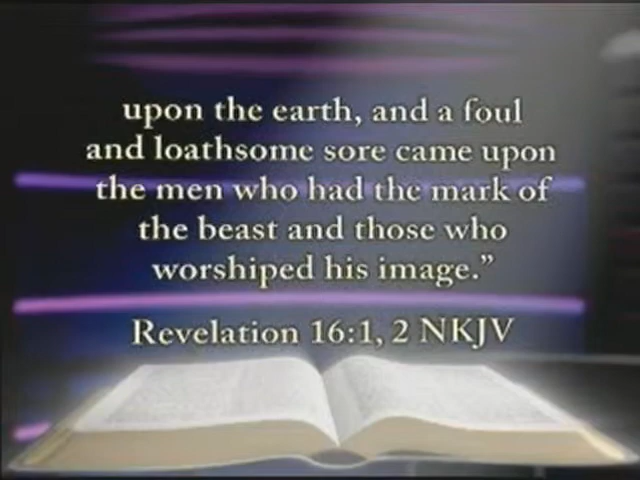 upon the earth, and a foul
and loathsome sore came upon
the men who had the mark of
the beast and those who
worshiped his image.”
Revelation 16:1, 2 NKJV